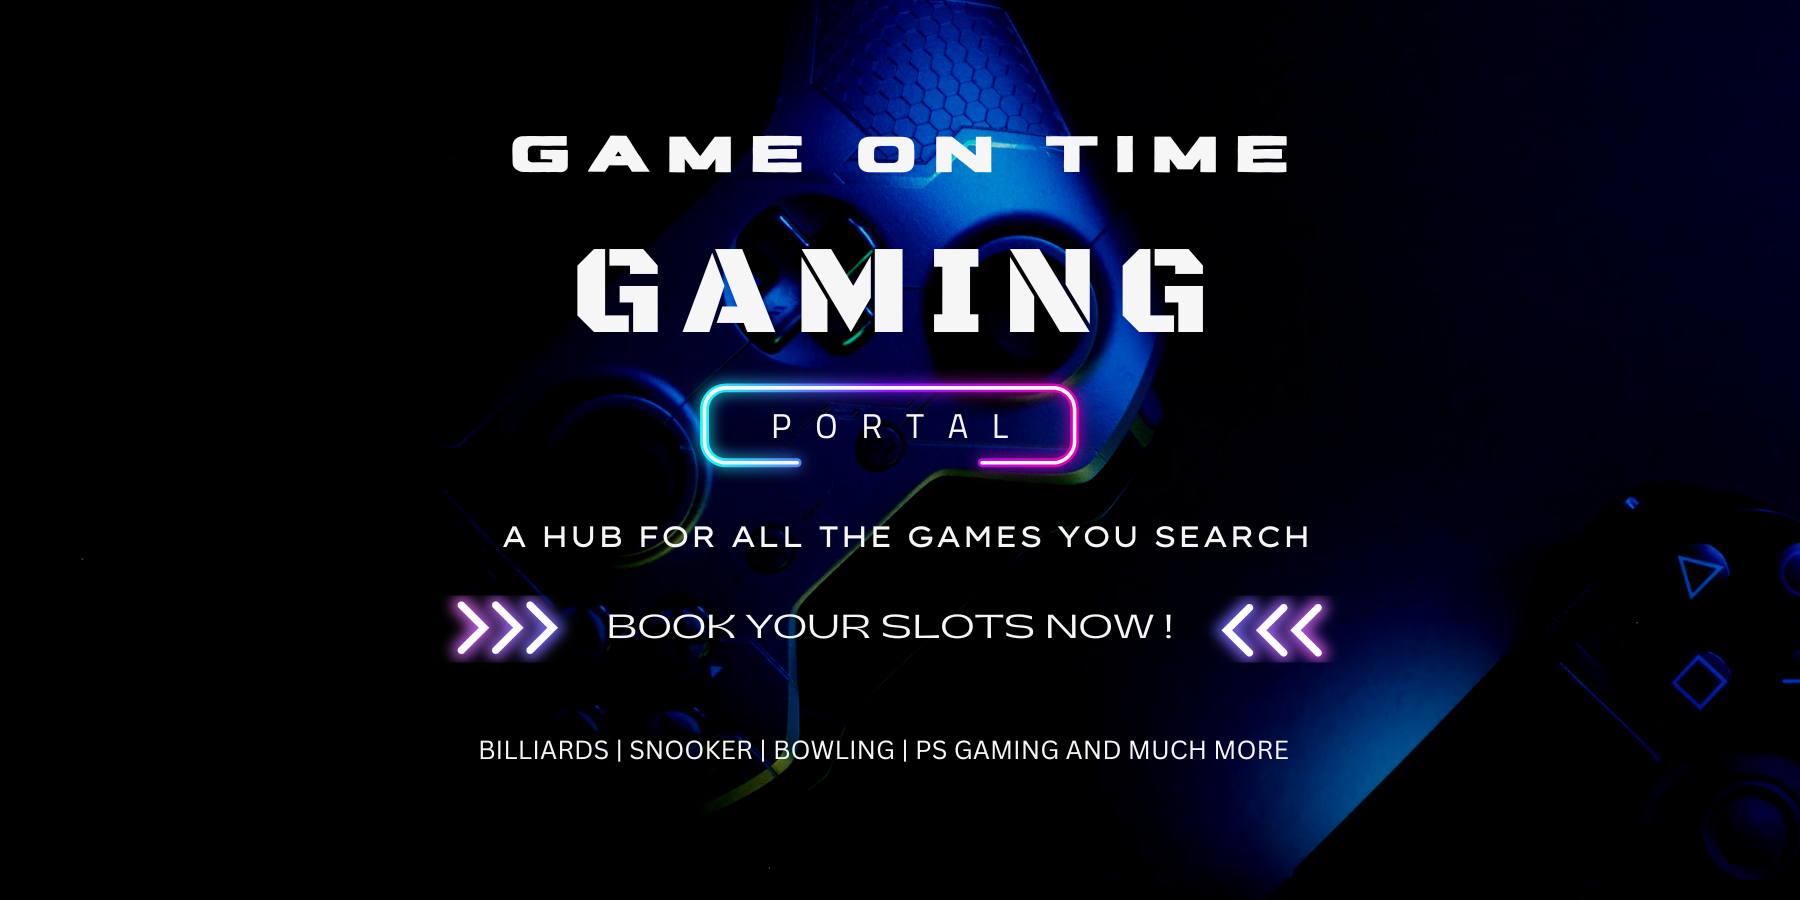 GAME ON TIME
GAMING
PORTAL
A HUB FOR ALL THE GAMES YOU SEARCH
BOOK YOUR SLOTS NOW !
BILLIARDS | SNOOKER | BOWLING | PS GAMING AND MUCH MORE